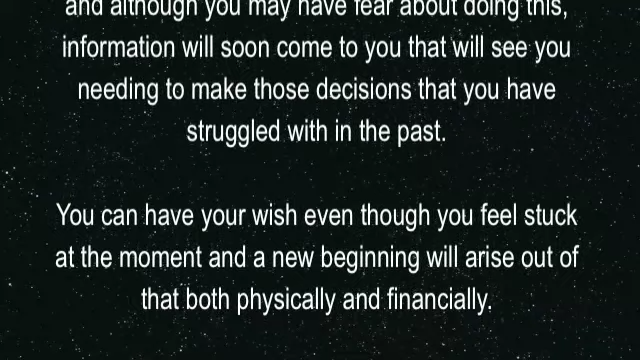 and although you may have fear about doing this,
information will soon come to you that will see you
needing to make those decisions that you have
struggled with in the past.
You can have your wish even though you feel stuck
at the moment and a new beginning will arise out of
that both physically and financially.